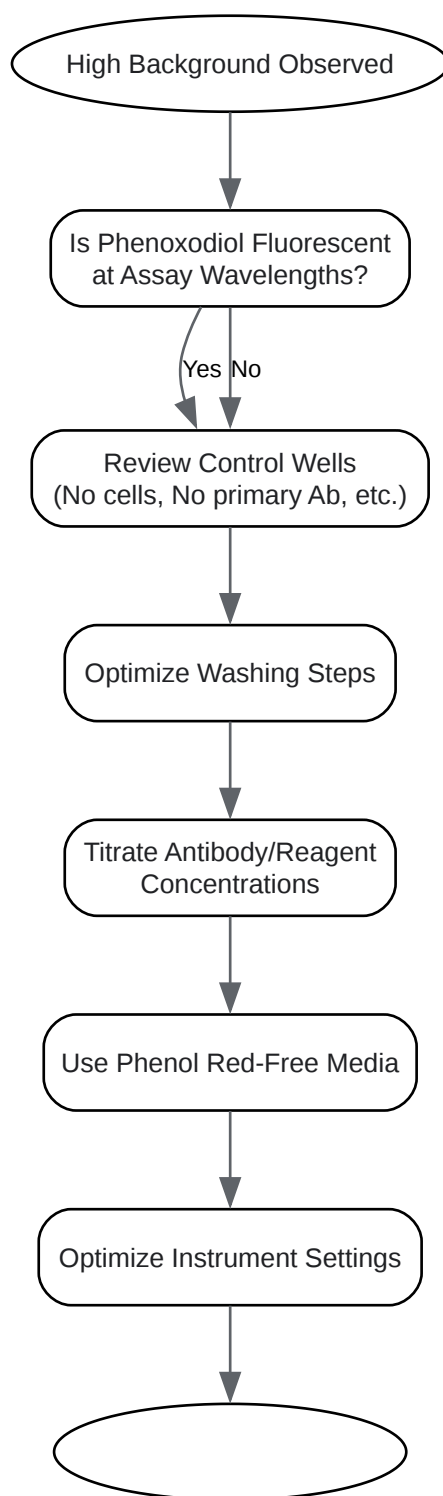 High Background Observed
Is Phenoxodiol Fluorescent
at Assay Wavelengths?
Yes No
Review Control Wells
(No cells, No primary Ab, etc.)
Optimize Washing Steps
Titrate Antibody/Reagent
Concentrations
Use Phenol Red-Free Media
Optimize Instrument Settings